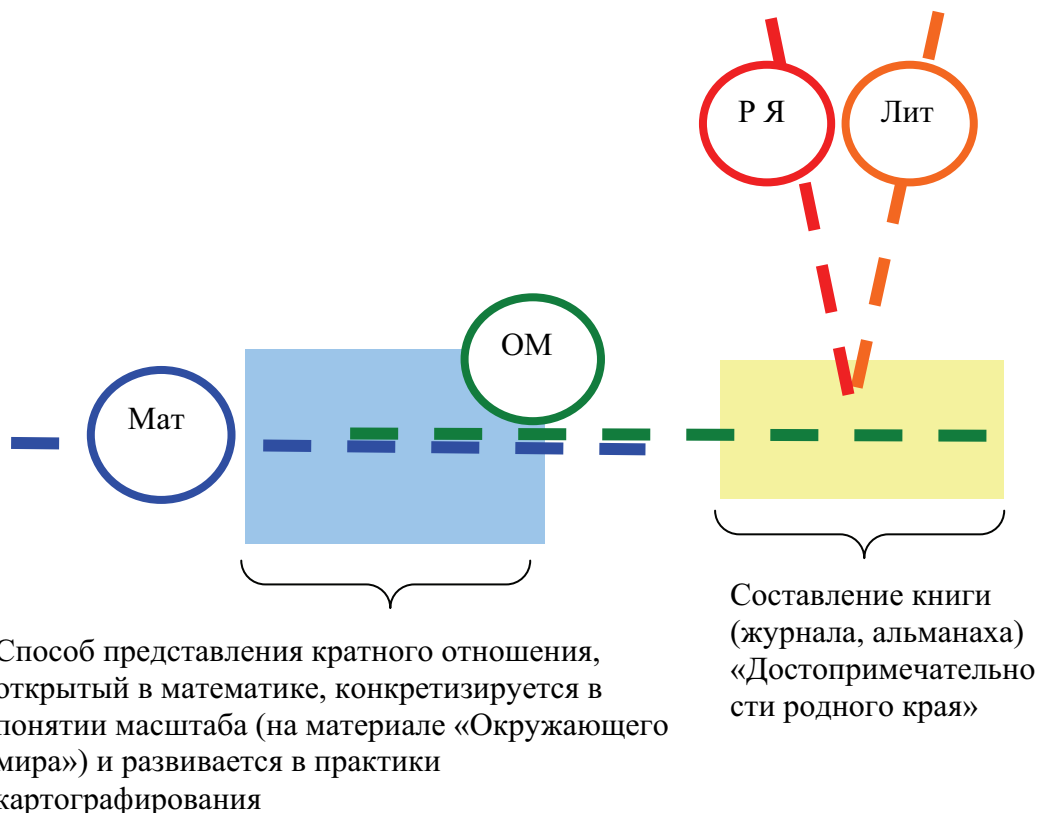 Р Я
Лит
ОМ
Мат
Способ представления кратного отношения,
открытый в математике, конкретизируется в
понятии масштаба (на материале «Окружающего
мира») и развивается в практики
картографирования
Составление книги
(журнала, альманаха)
«Достопримечательно
сти родного края»